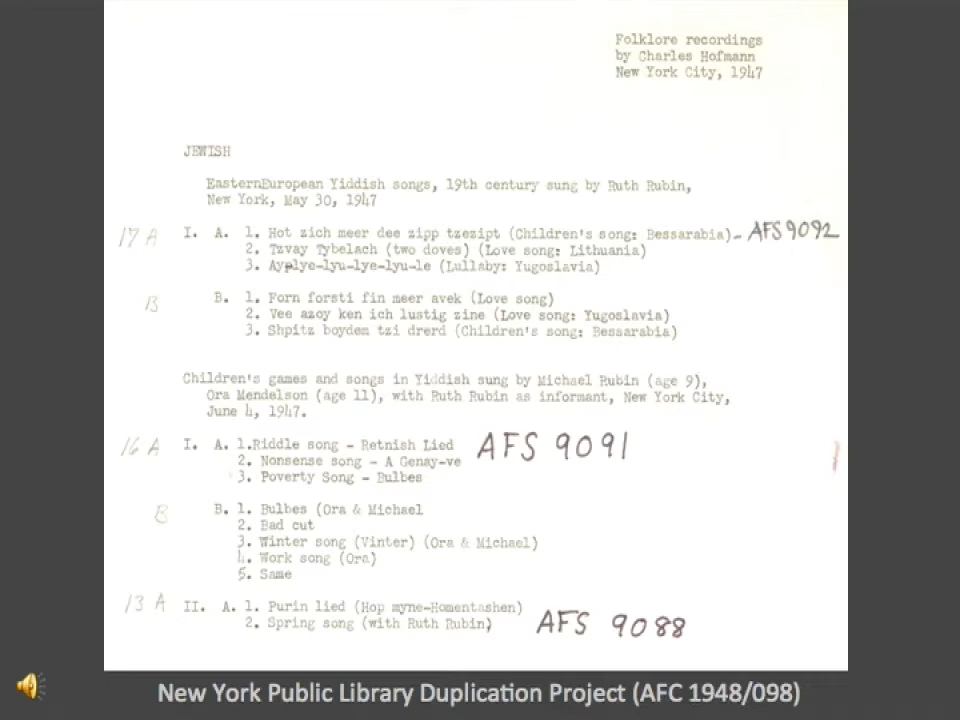 Folklore recordings
by Charles Hofmann
New York City, 1947
JEWISH
EasternEuropean Yiddish songs, 19th century sung by Ruth Rubin,
New York, May 30, 1947
17 A I. A. 1. Hot zich meer dee zipp tzezipt (Children's song: Bessarabia)- AFS 9092
2. Tzvay Tybelach (two doves) (Love song: Lithuania)
3. Aylye-lyu-lye-lyu-le (Lullaby: Yugoslavia)
B B. 1. Forn forsti fin meer avek (Love song)
2. Vee azoy ken ich lustig zine (Love song: Yugoslavia)
3. Shpitz boydem tzi drerd (Children's song: Bessarabia)
Children's games and songs in Yiddish sung by Michael Rubin (age 9),
Ora Mendelson (age 11), with Ruth Rubin as informant, New York City,
June 4, 1947.
16 A I. A. 1.Riddle song - Retnish Lied AFS 9091
2. Nonsense song - A Genay-ve
3. Poverty Song - Bulbes
B B. 1. Bulbes (Ora & Michael
2. Bad cut
3. Winter song (Vinter) (Ora & Michael)
4. Work song (Ora)
5. Same
13 A II. A. 1. Purin lied (Hop myne-Homentashen)
2. Spring song (with Ruth Rubin) AFS 9088
New York Public Library Duplication Project (AFC 1948/098)